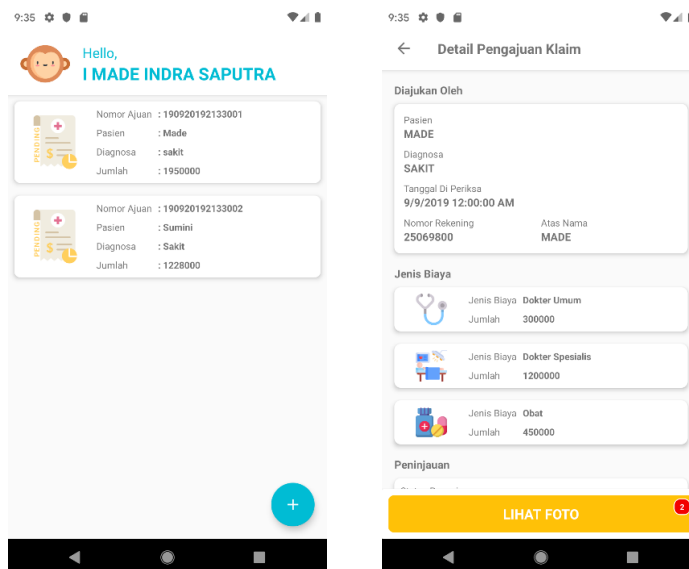 9:35
Hello,
I MADE INDRA SAPUTRA
PENDING
Nomor Ajuan : 190920192133001
Pasien : Made
Diagnosa : sakit
Jumlah : 1950000
PENDING
Nomor Ajuan : 190920192133002
Pasien : Sumini
Diagnosa : Sakit
Jumlah : 1228000
9:35
Detail Pengajuan Klaim
Diajukan Oleh
Pasien
MADE
Diagnosa
SAKIT
Tanggal Di Periksa
9/9/2019 12:00:00 AM
Nomor Rekening Atas Nama
25069800 MADE
Jenis Biaya
Jenis Biaya Dokter Umum
Jumlah 300000
Jenis Biaya Dokter Spesialis
Jumlah 1200000
Jenis Biaya Obat
Jumlah 450000
Peninjauan
LIHAT FOTO
2